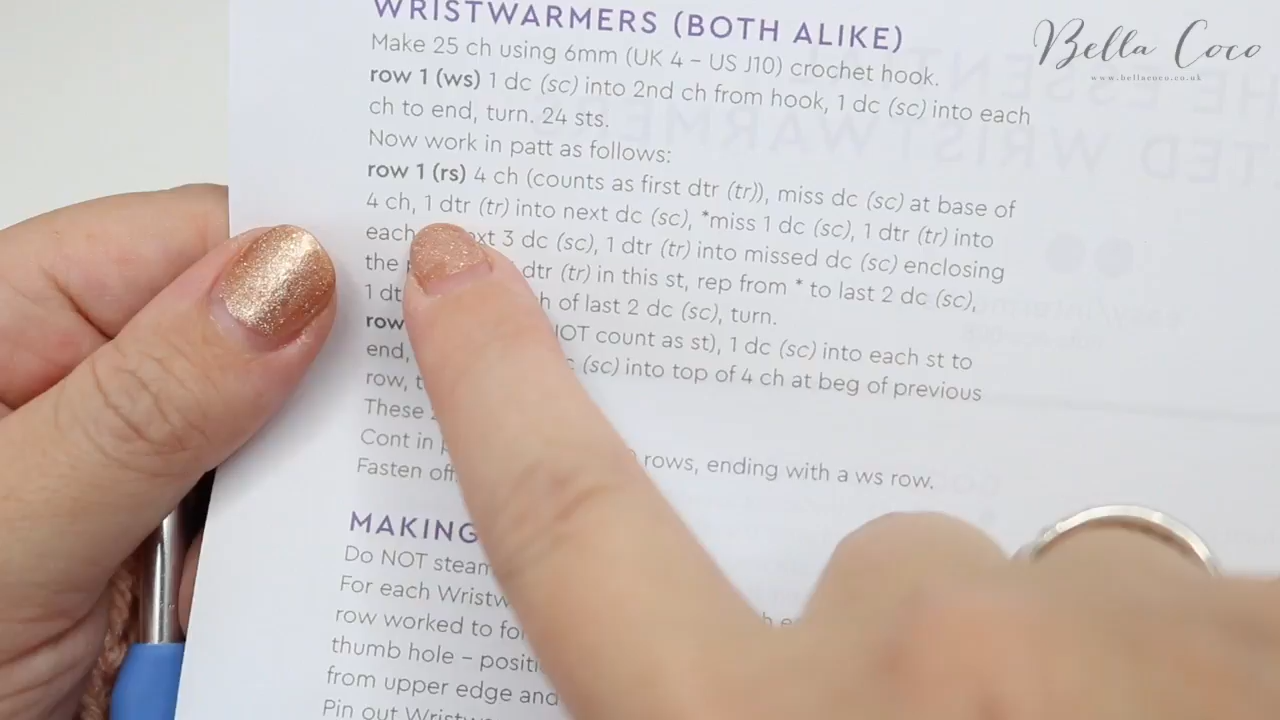 Bella Coco
www.bellacoco.co.uk
WRISTWARMERS (BOTH ALIKE)
Make 25 ch using 6mm (UK 4 – US J10) crochet hook.
row 1 (ws) 1 dc (sc) into 2nd ch from hook, 1 dc (sc) into each
ch to end, turn. 24 sts.
Now work in patt as follows:
row 1 (rs) 4 ch (counts as first dtr (tr)), miss dc (sc) at base of
4 ch, 1 dtr (tr) into next dc (sc), *miss 1 dc (sc), 1 dtr (tr) into
each xt 3 dc (sc), 1 dtr (tr) into missed dc (sc) enclosing
the dtr (tr) in this st, rep from * to last 2 dc (sc),
1 dt h of last 2 dc (sc), turn.
row OT count as st), 1 dc (sc) into each st to
end, (sc) into top of 4 ch at beg of previous
row, t
These
Cont in rows, ending with a ws row.
Fasten off
MAKING
Do NOT steam
For each Wristw
row worked to for
thumb hole – positi
from upper edge and
Pin out Wristw